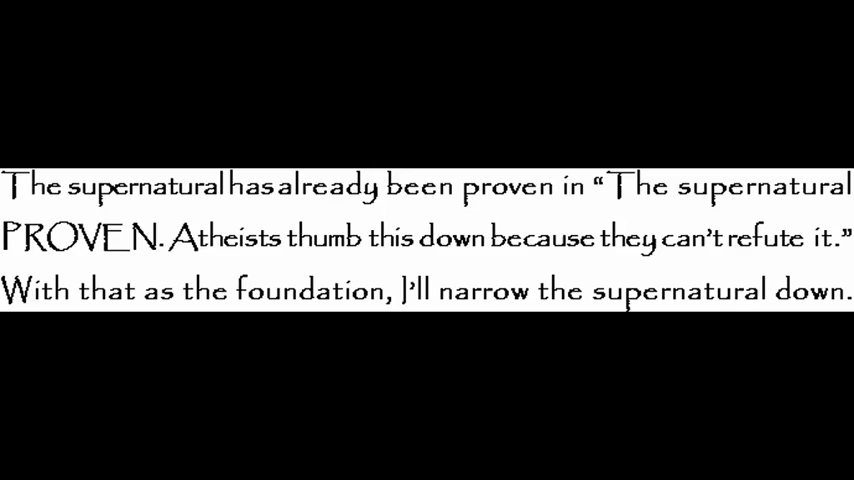 The supernatural has already been proven in “The supernatural
PROVEN. Atheists thumb this down because they can’t refute it.”
With that as the foundation, I’ll narrow the supernatural down.